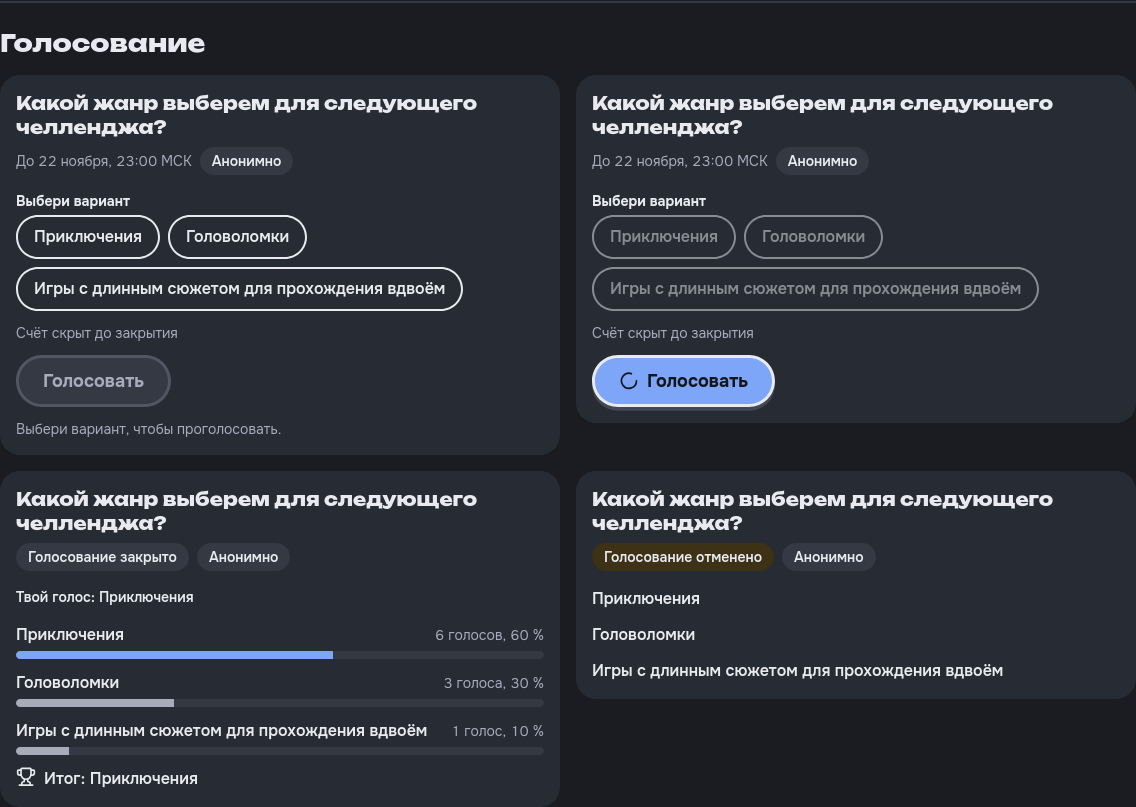 Голосование
Какой жанр выберем для следующего
челленджа?
До 22 ноября, 23:00 МСК Анонимно
Выбери вариант
Приключения Головоломки
Игры с длинным сюжетом для прохождения вдвоём
Счёт скрыт до закрытия
Голосовать
Выбери вариант, чтобы проголосовать.
Какой жанр выберем для следующего
челленджа?
До 22 ноября, 23:00 МСК Анонимно
Выбери вариант
Приключения Головоломки
Игры с длинным сюжетом для прохождения вдвоём
Счёт скрыт до закрытия
Голосовать
Какой жанр выберем для следующего
челленджа?
Голосование закрыто Анонимно
Твой голос: Приключения
Приключения 6 голосов, 60 %
Головоломки 3 голоса, 30 %
Игры с длинным сюжетом для прохождения вдвоём 1 голос, 10 %
Итог: Приключения
Какой жанр выберем для следующего
челленджа?
Голосование отменено Анонимно
Приключения
Головоломки
Игры с длинным сюжетом для прохождения вдвоём